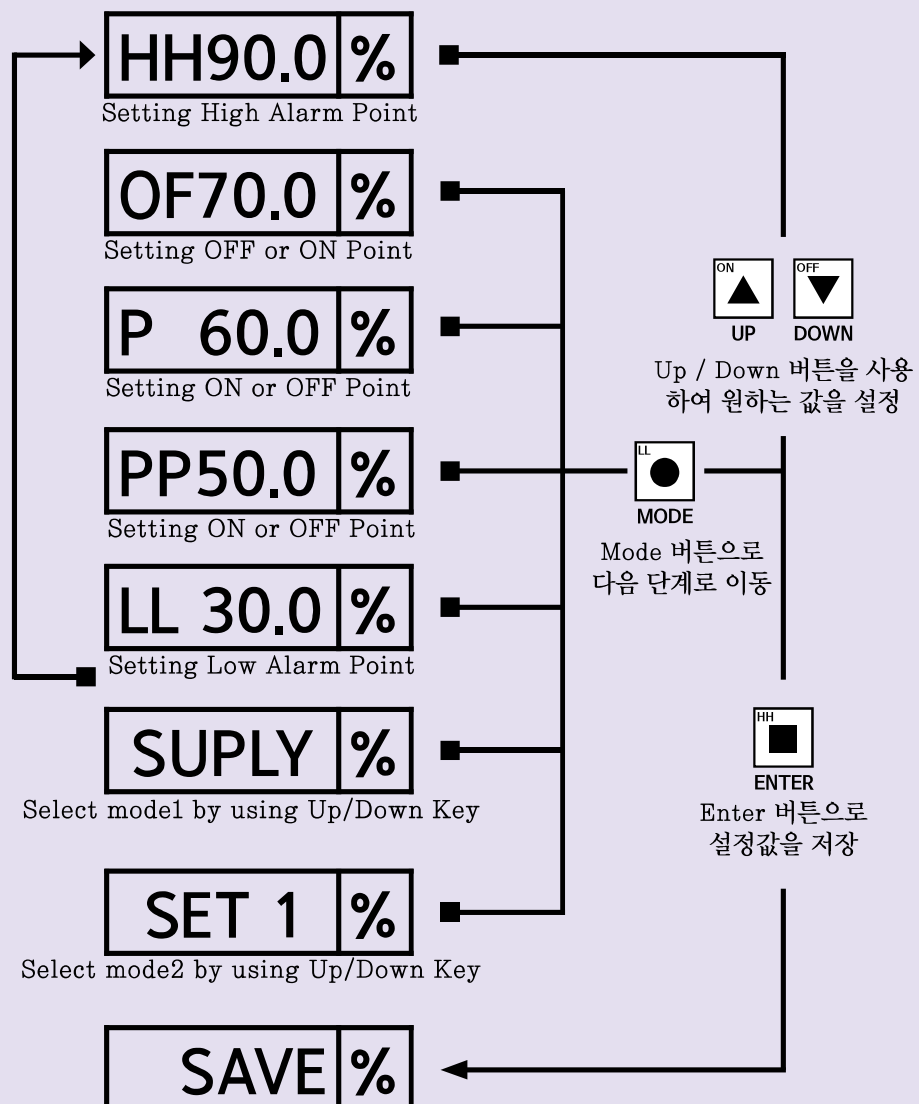 HH90.0 %
Setting High Alarm Point
OF70.0 %
Setting OFF or ON Point
P 60.0 %
Setting ON or OFF Point
PP50.0 %
Setting ON or OFF Point
LL 30.0 %
Setting Low Alarm Point
SUPLY %
Select mode1 by using Up/Down Key
SET 1 %
Select mode2 by using Up/Down Key
SAVE %
ON OFF
UP DOWN
Up / Down 버튼을 사용
하여 원하는 값을 설정
LL
MODE
Mode 버튼으로
다음 단계로 이동
HH
ENTER
Enter 버튼으로
설정값을 저장